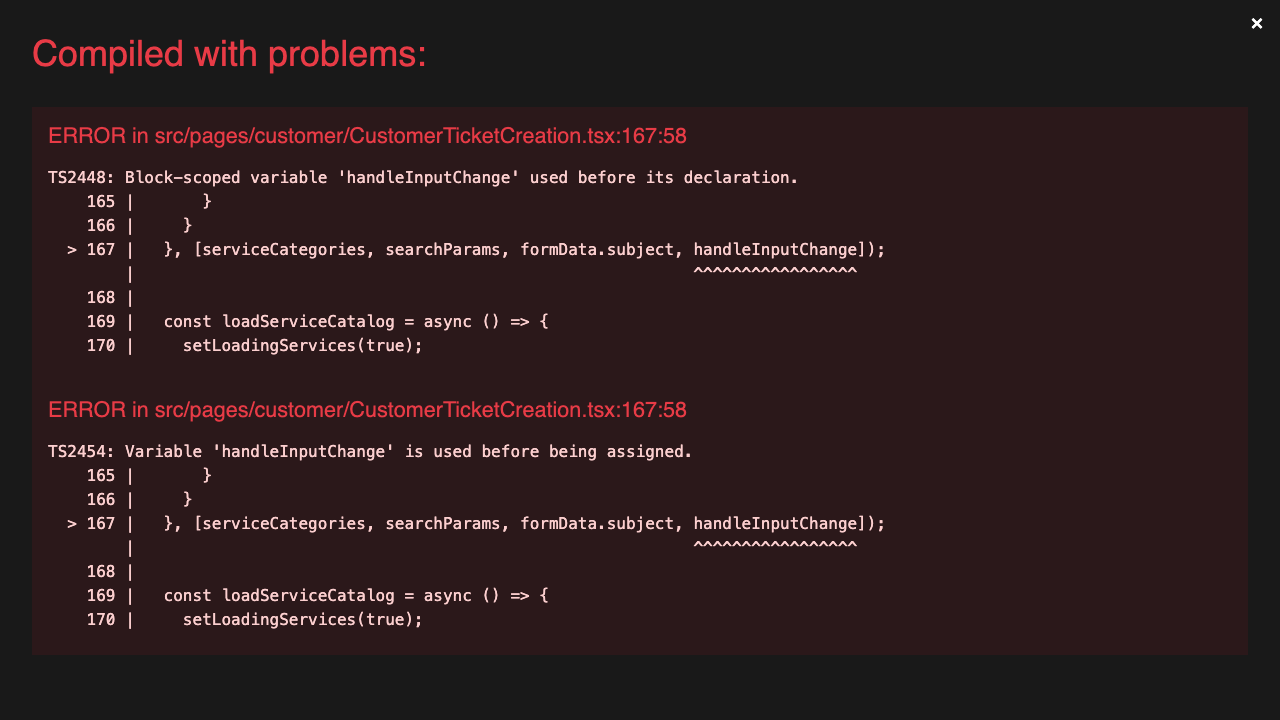 ×
Compiled with problems:
ERROR in src/pages/customer/CustomerTicketCreation.tsx:167:58
TS2448: Block-scoped variable 'handleInputChange' used before its declaration.
    165 |       }
    166 |     }
  > 167 |   }, [serviceCategories, searchParams, formData.subject, handleInputChange]);
        |                                                          ^^^^^^^^^^^^^^^^^
    168 |
    169 |   const loadServiceCatalog = async () => {
    170 |     setLoadingServices(true);
ERROR in src/pages/customer/CustomerTicketCreation.tsx:167:58
TS2454: Variable 'handleInputChange' is used before being assigned.
    165 |       }
    166 |     }
  > 167 |   }, [serviceCategories, searchParams, formData.subject, handleInputChange]);
        |                                                          ^^^^^^^^^^^^^^^^^
    168 |
    169 |   const loadServiceCatalog = async () => {
    170 |     setLoadingServices(true);